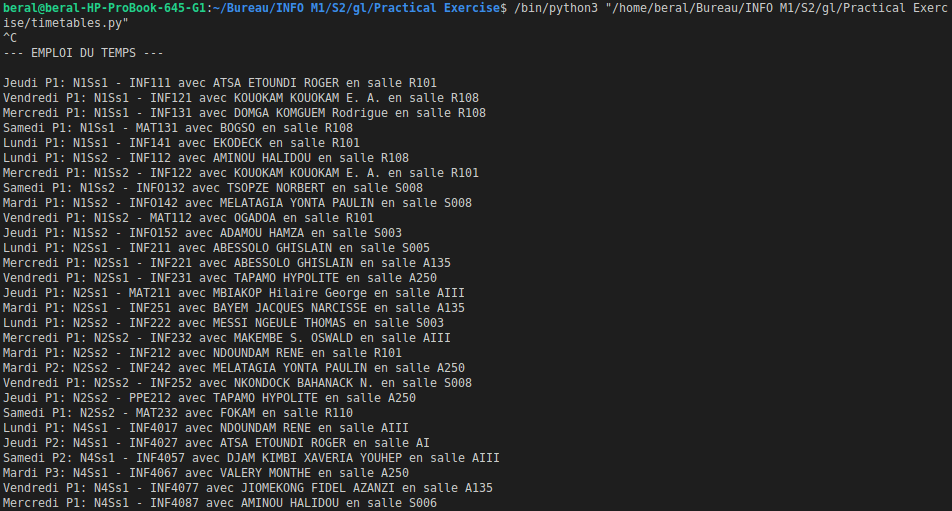 beral@beral-HP-ProBook-645-G1:~/Bureau/INFO M1/S2/gl/Practical Exercise$ /bin/python3 "/home/beral/Bureau/INFO M1/S2/gl/Practical Exerc
ise/timetables.py"
^C
--- EMPLOI DU TEMPS ---
Jeudi P1: N1Ss1 - INF111 avec ATSA ETOUNDI ROGER en salle R101
Vendredi P1: N1Ss1 - INF121 avec KOUOKAM KOUOKAM E. A. en salle R108
Mercredi P1: N1Ss1 - INF131 avec DOMGA KOMGUEM Rodrigue en salle R108
Samedi P1: N1Ss1 - MAT131 avec BOGSO en salle R108
Lundi P1: N1Ss1 - INF141 avec EKODECK en salle R101
Lundi P1: N1Ss2 - INF112 avec AMINOU HALIDOU en salle R108
Mercredi P1: N1Ss2 - INF122 avec KOUOKAM KOUOKAM E. A. en salle R101
Samedi P1: N1Ss2 - INFO132 avec TSOPZE NORBERT en salle S008
Mardi P1: N1Ss2 - INFO142 avec MELATAGIA YONTA PAULIN en salle S008
Vendredi P1: N1Ss2 - MAT112 avec OGADOA en salle R101
Jeudi P1: N1Ss2 - INFO152 avec ADAMOU HAMZA en salle S003
Lundi P1: N2Ss1 - INF211 avec ABESSOLO GHISLAIN en salle S005
Mercredi P1: N2Ss1 - INF221 avec ABESSOLO GHISLAIN en salle A135
Vendredi P1: N2Ss1 - INF231 avec TAPAMO HYPOLITE en salle A250
Jeudi P1: N2Ss1 - MAT211 avec MBIAKOP Hilaire George en salle AIII
Mardi P1: N2Ss1 - INF251 avec BAYEM JACQUES NARCISSE en salle A135
Lundi P1: N2Ss2 - INF222 avec MESSI NGEULE THOMAS en salle S003
Mercredi P1: N2Ss2 - INF232 avec MAKEMBE S. OSWALD en salle AIII
Mardi P1: N2Ss2 - INF212 avec NDOUNDAM RENE en salle R101
Mardi P2: N2Ss2 - INF242 avec MELATAGIA YONTA PAULIN en salle A250
Vendredi P1: N2Ss2 - INF252 avec NKONDOCK BAHANACK N. en salle S008
Jeudi P1: N2Ss2 - PPE212 avec TAPAMO HYPOLITE en salle A250
Samedi P1: N2Ss2 - MAT232 avec FOKAM en salle R110
Lundi P1: N4Ss1 - INF4017 avec NDOUNDAM RENE en salle AIII
Jeudi P2: N4Ss1 - INF4027 avec ATSA ETOUNDI ROGER en salle AI
Samedi P2: N4Ss1 - INF4057 avec DJAM KIMBI XAVERIA YOUHEP en salle AIII
Mardi P3: N4Ss1 - INF4067 avec VALERY MONTHE en salle A250
Vendredi P1: N4Ss1 - INF4077 avec JIOMEKONG FIDEL AZANZI en salle A135
Mercredi P1: N4Ss1 - INF4087 avec AMINOU HALIDOU en salle S006